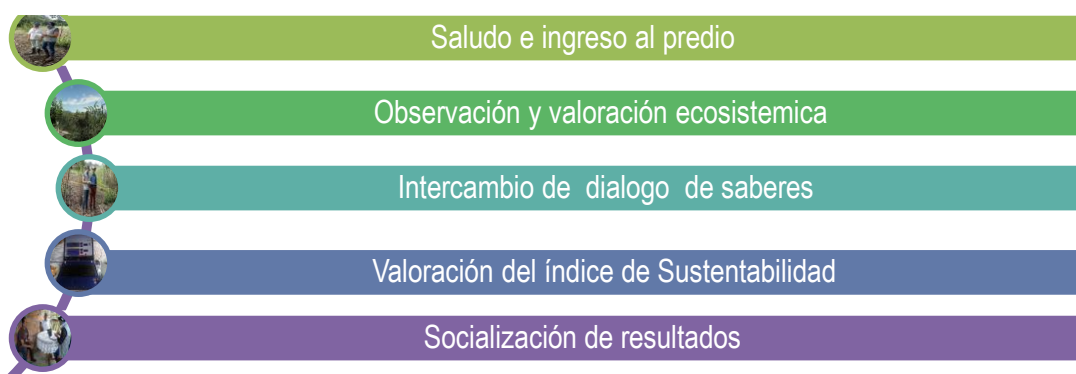 Saludo e ingreso al predio
Observación y valoración ecosistemica
Intercambio de dialogo de saberes
Valoración del índice de Sustentabilidad
Socialización de resultados